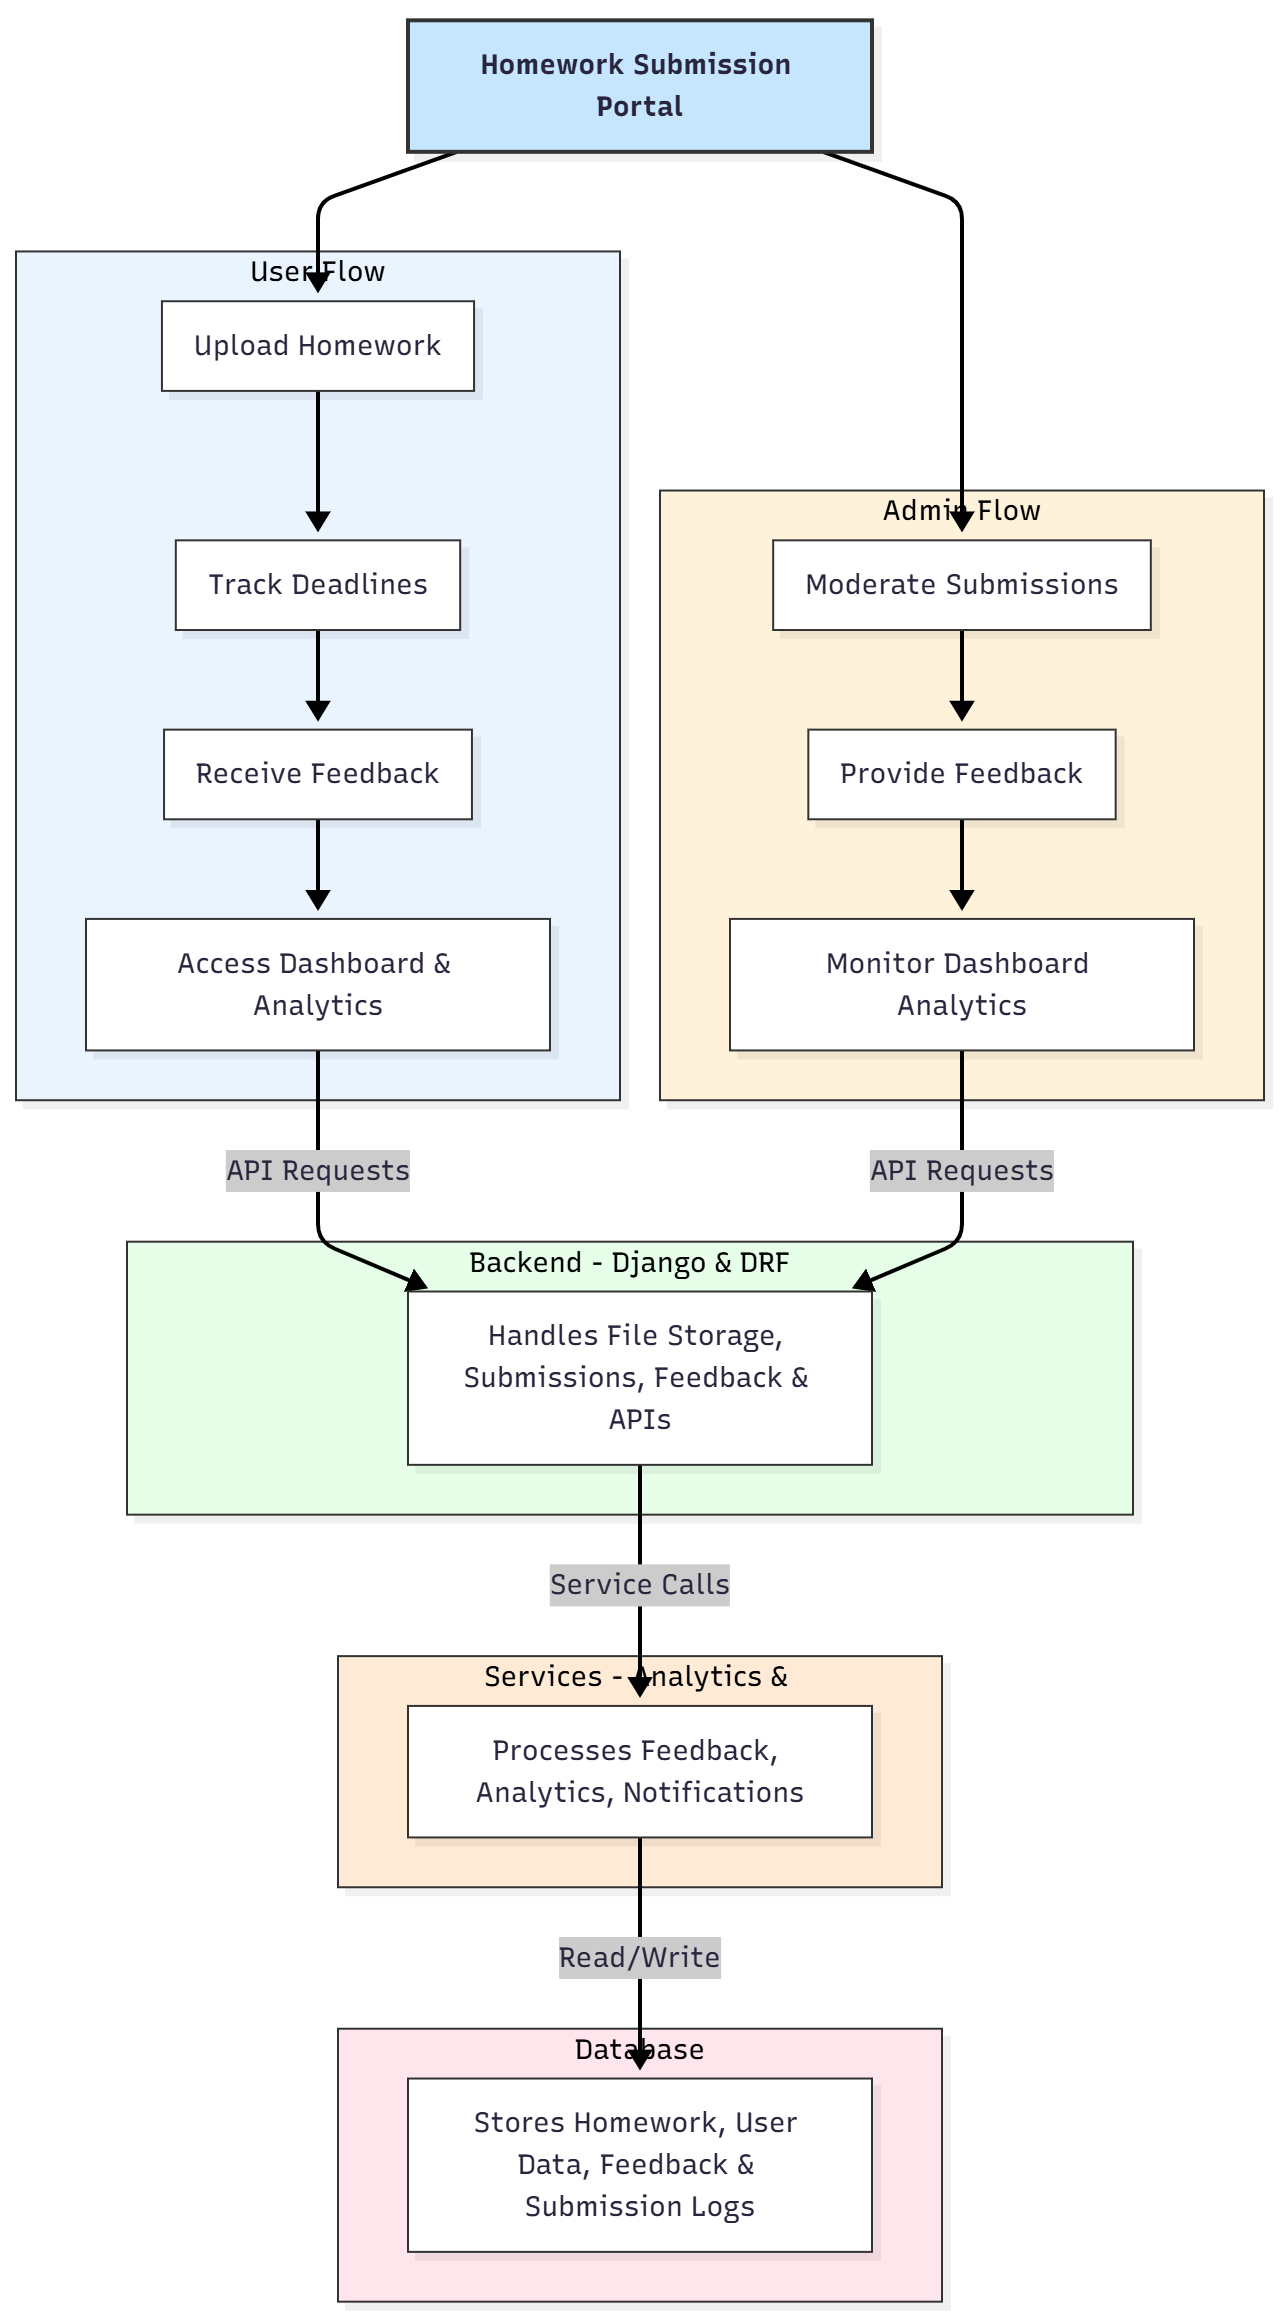 Homework Submission
Portal
User Flow
Upload Homework
Track Deadlines
Receive Feedback
Access Dashboard &
Analytics
Admin Flow
Moderate Submissions
Provide Feedback
Monitor Dashboard
Analytics
API Requests
API Requests
Backend - Django & DRF
Handles File Storage,
Submissions, Feedback &
APIs
Service Calls
Services - Analytics &
Processes Feedback,
Analytics, Notifications
Read/Write
Database
Stores Homework, User
Data, Feedback &
Submission Logs